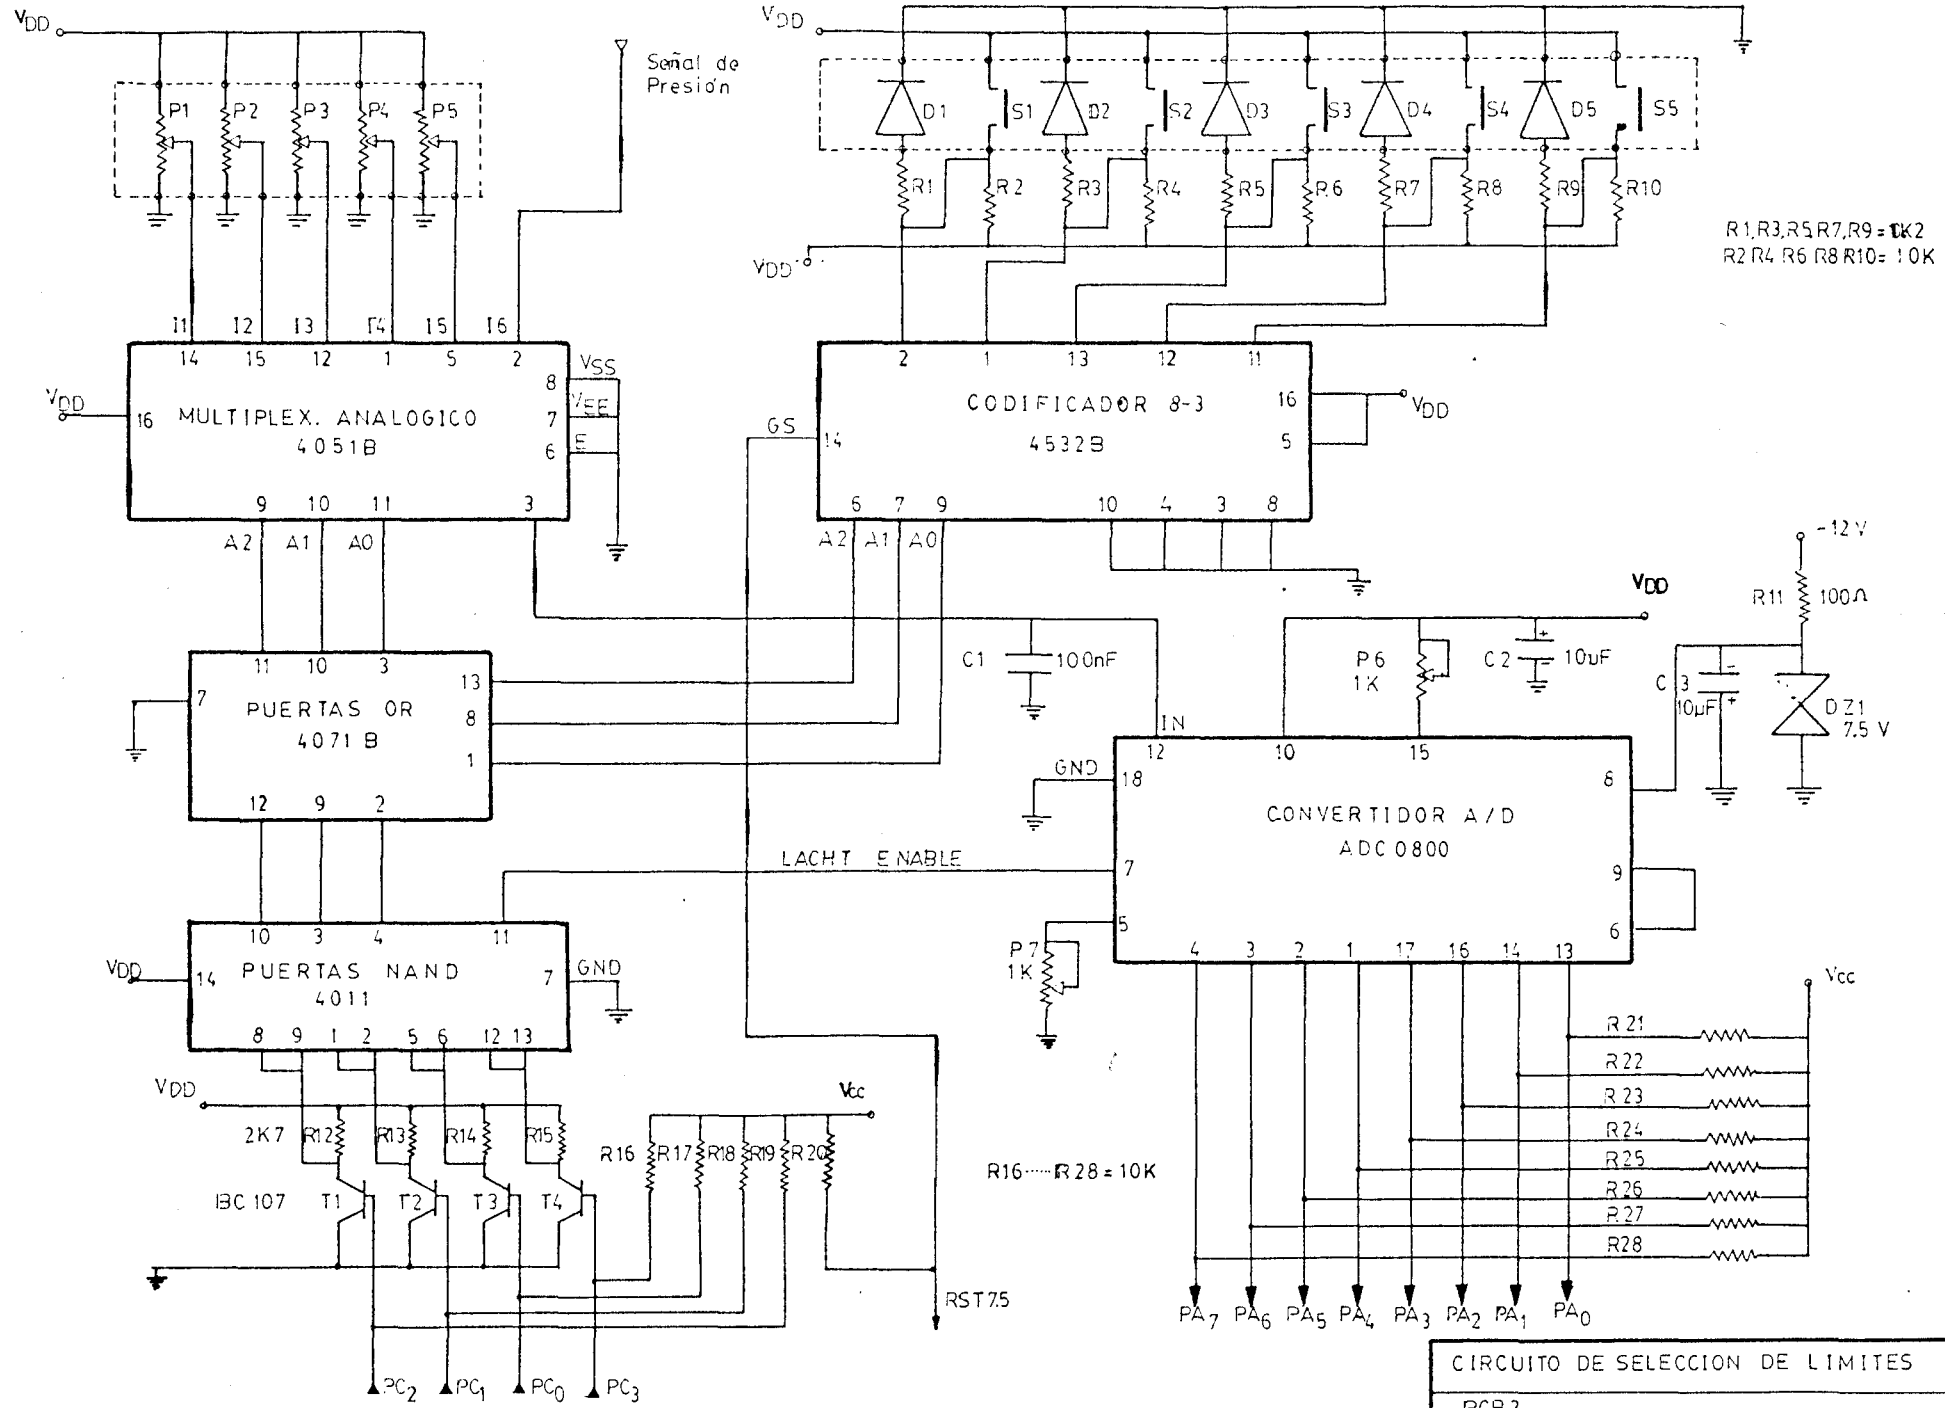 VDD
P1 P2 P3 P4 P5
Señal de
Presión
VDD
D1 S1 D2 S2 D3 S3 D4 S4 D5 S5
R1 R2 R3 R4 R5 R6 R7 R8 R9 R10
VDD
R1,R3,R5,R7,R9=1K2
R2 R4 R6 R8 R10= 10K
I1 I2 I3 I4 I5 I6
14 15 12 1 5 2
VDD
16
MULTIPLEX. ANALOGICO
4051B
8 VSS
7 VEE
6 E
9 10 11 3
A2 A1 A0
2 1 13 12 11
CODIFICADOR 8-3
4532B
GS
14
16
5
VDD
6 7 9 10 4 3 8
A2 A1 A0
11 10 3
7
PUERTAS OR
4071B
13
8
1
12 9 2
C1 100nF
VDD
P6
1K
C2 10uF
-12V
R11 100Ω
C3
10µF
DZ1
7.5 V
IN
12 10 15
GND
18
CONVERTIDOR A/D
ADC0800
8
9
6
7
5
LACHT ENABLE
P7
1K
4 3 2 1 17 16 14 13
10 3 4 11
VDD
14
PUERTAS NAND
4011
7
GND
8 9 1 2 5 6 12 13
VDD
2K7 R12 R13 R14 R15
BC 107 T1 T2 T3 T4
Vcc
R16 R17 R18 R19 R20
R16.....R28=10K
Vcc
R21
R22
R23
R24
R25
R26
R27
R28
RST7.5
PC2 PC1 PC0 PC3
PA7 PA6 PA5 PA4 PA3 PA2 PA1 PA0
CIRCUITO DE SELECCION DE LIMITES
PCB2